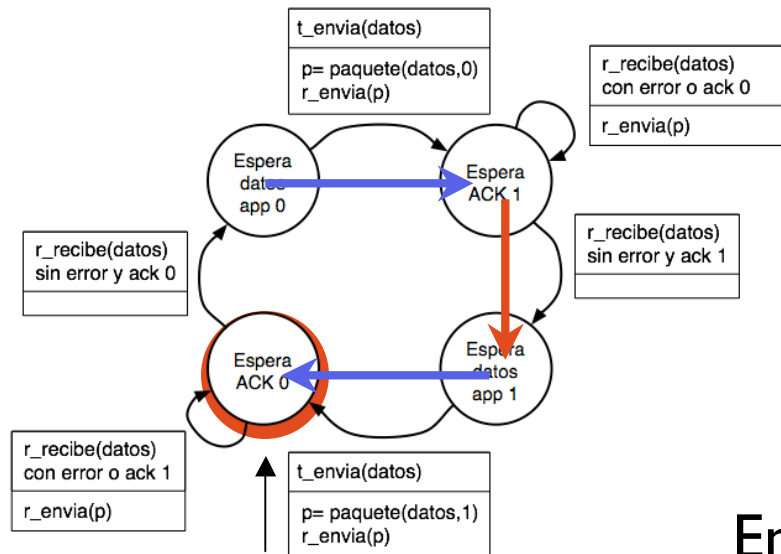 t_envia(datos)
p= paquete(datos,0)
r_envia(p)
r_recibe(datos)
con error o ack 0
r_envia(p)
Espera
datos
app 0
Espera
ACK 1
r_recibe(datos)
sin error y ack 0
r_recibe(datos)
sin error y ack 1
Espera
ACK 0
Espera
datos
app 1
r_recibe(datos)
con error o ack 1
r_envia(p)
t_envia(datos)
p= paquete(datos,1)
r_envia(p)